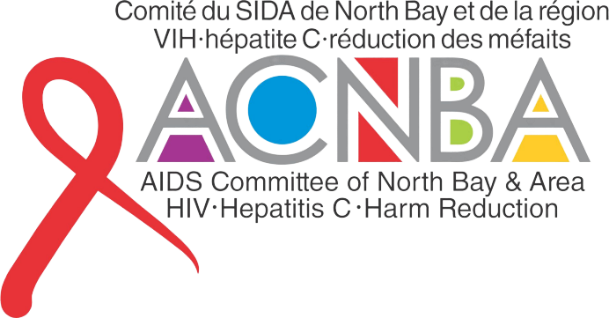 Comité du SIDA de North Bay et de la région
VIH·hépatite C·réduction des méfaits
ACNBA
AIDS Committee of North Bay & Area
HIV·Hepatitis C·Harm Reduction